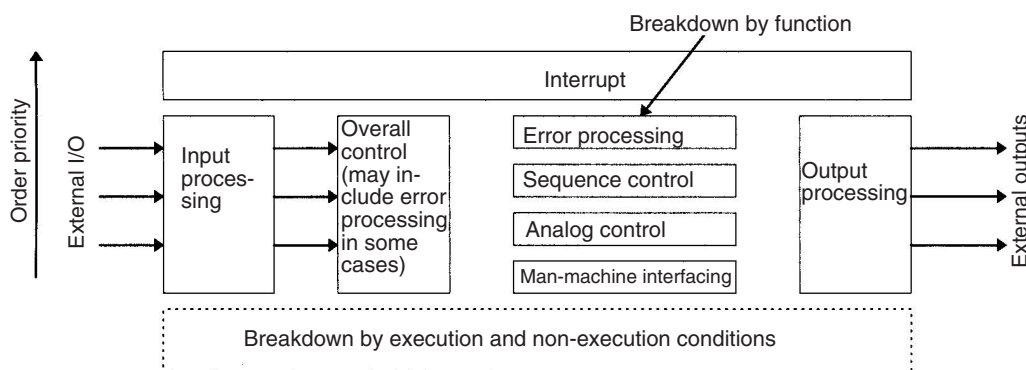 Breakdown by function
Interrupt
Order priority
External I/O
Input
proces-
sing
Overall
control
(may in-
clude error
processing
in some
cases)
Error processing
Sequence control
Analog control
Man-machine interfacing
Output
processing
External outputs
Breakdown by execution and non-execution conditions